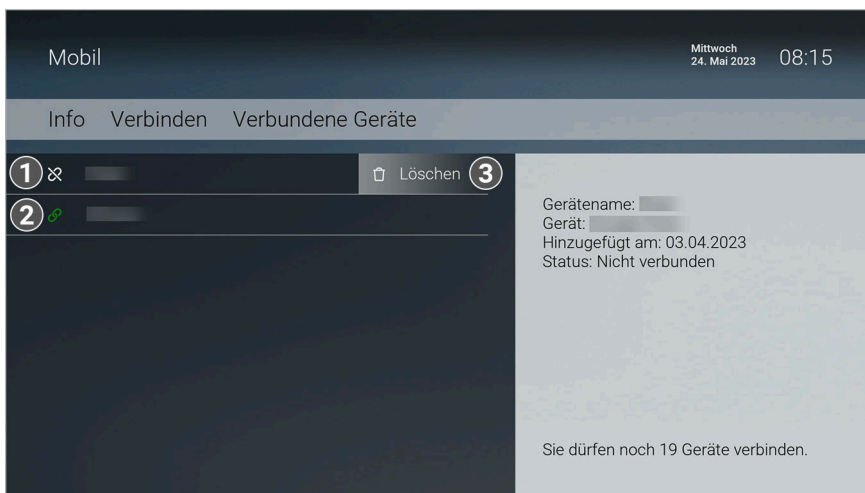 Mobil
Mittwoch
24. Mai 2023
08:15
Info Verbinden Verbundene Geräte
1
Löschen 3
2
Gerätename:
Gerät:
Hinzugefügt am: 03.04.2023
Status: Nicht verbunden
Sie dürfen noch 19 Geräte verbinden.